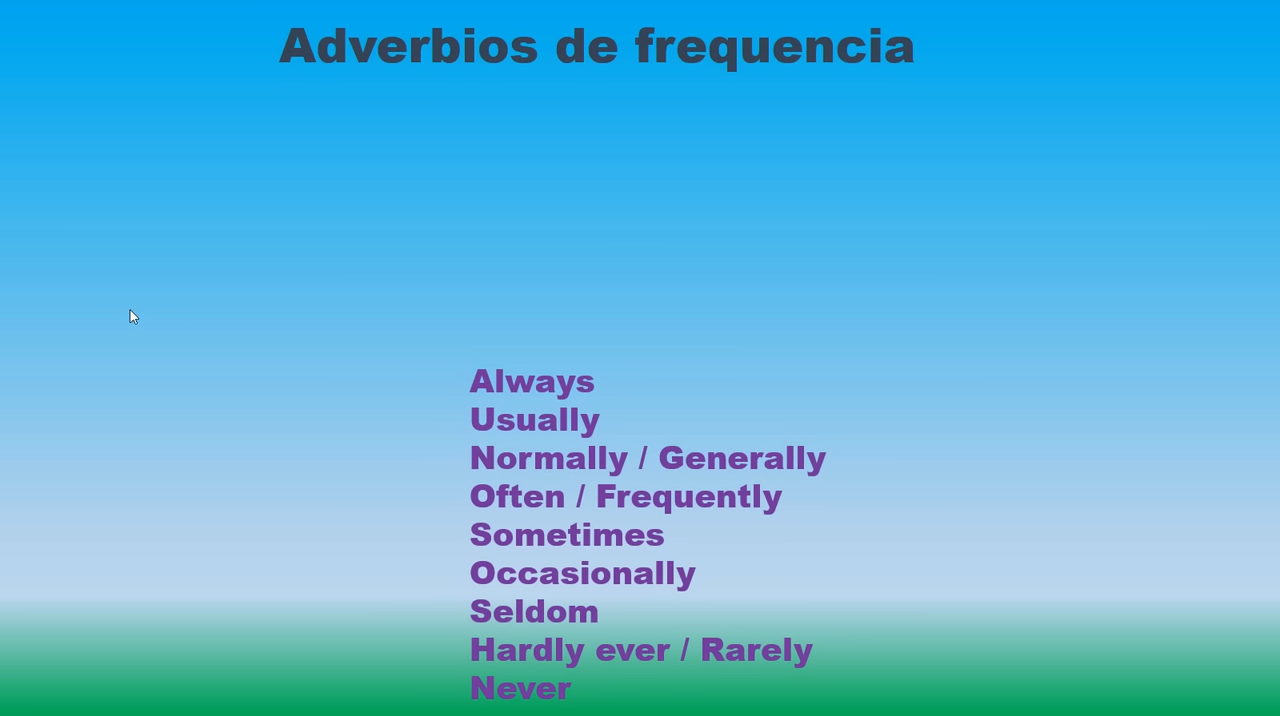 Adverbios de frequencia
Always
Usually
Normally / Generally
Often / Frequently
Sometimes
Occasionally
Seldom
Hardly ever / Rarely
Never